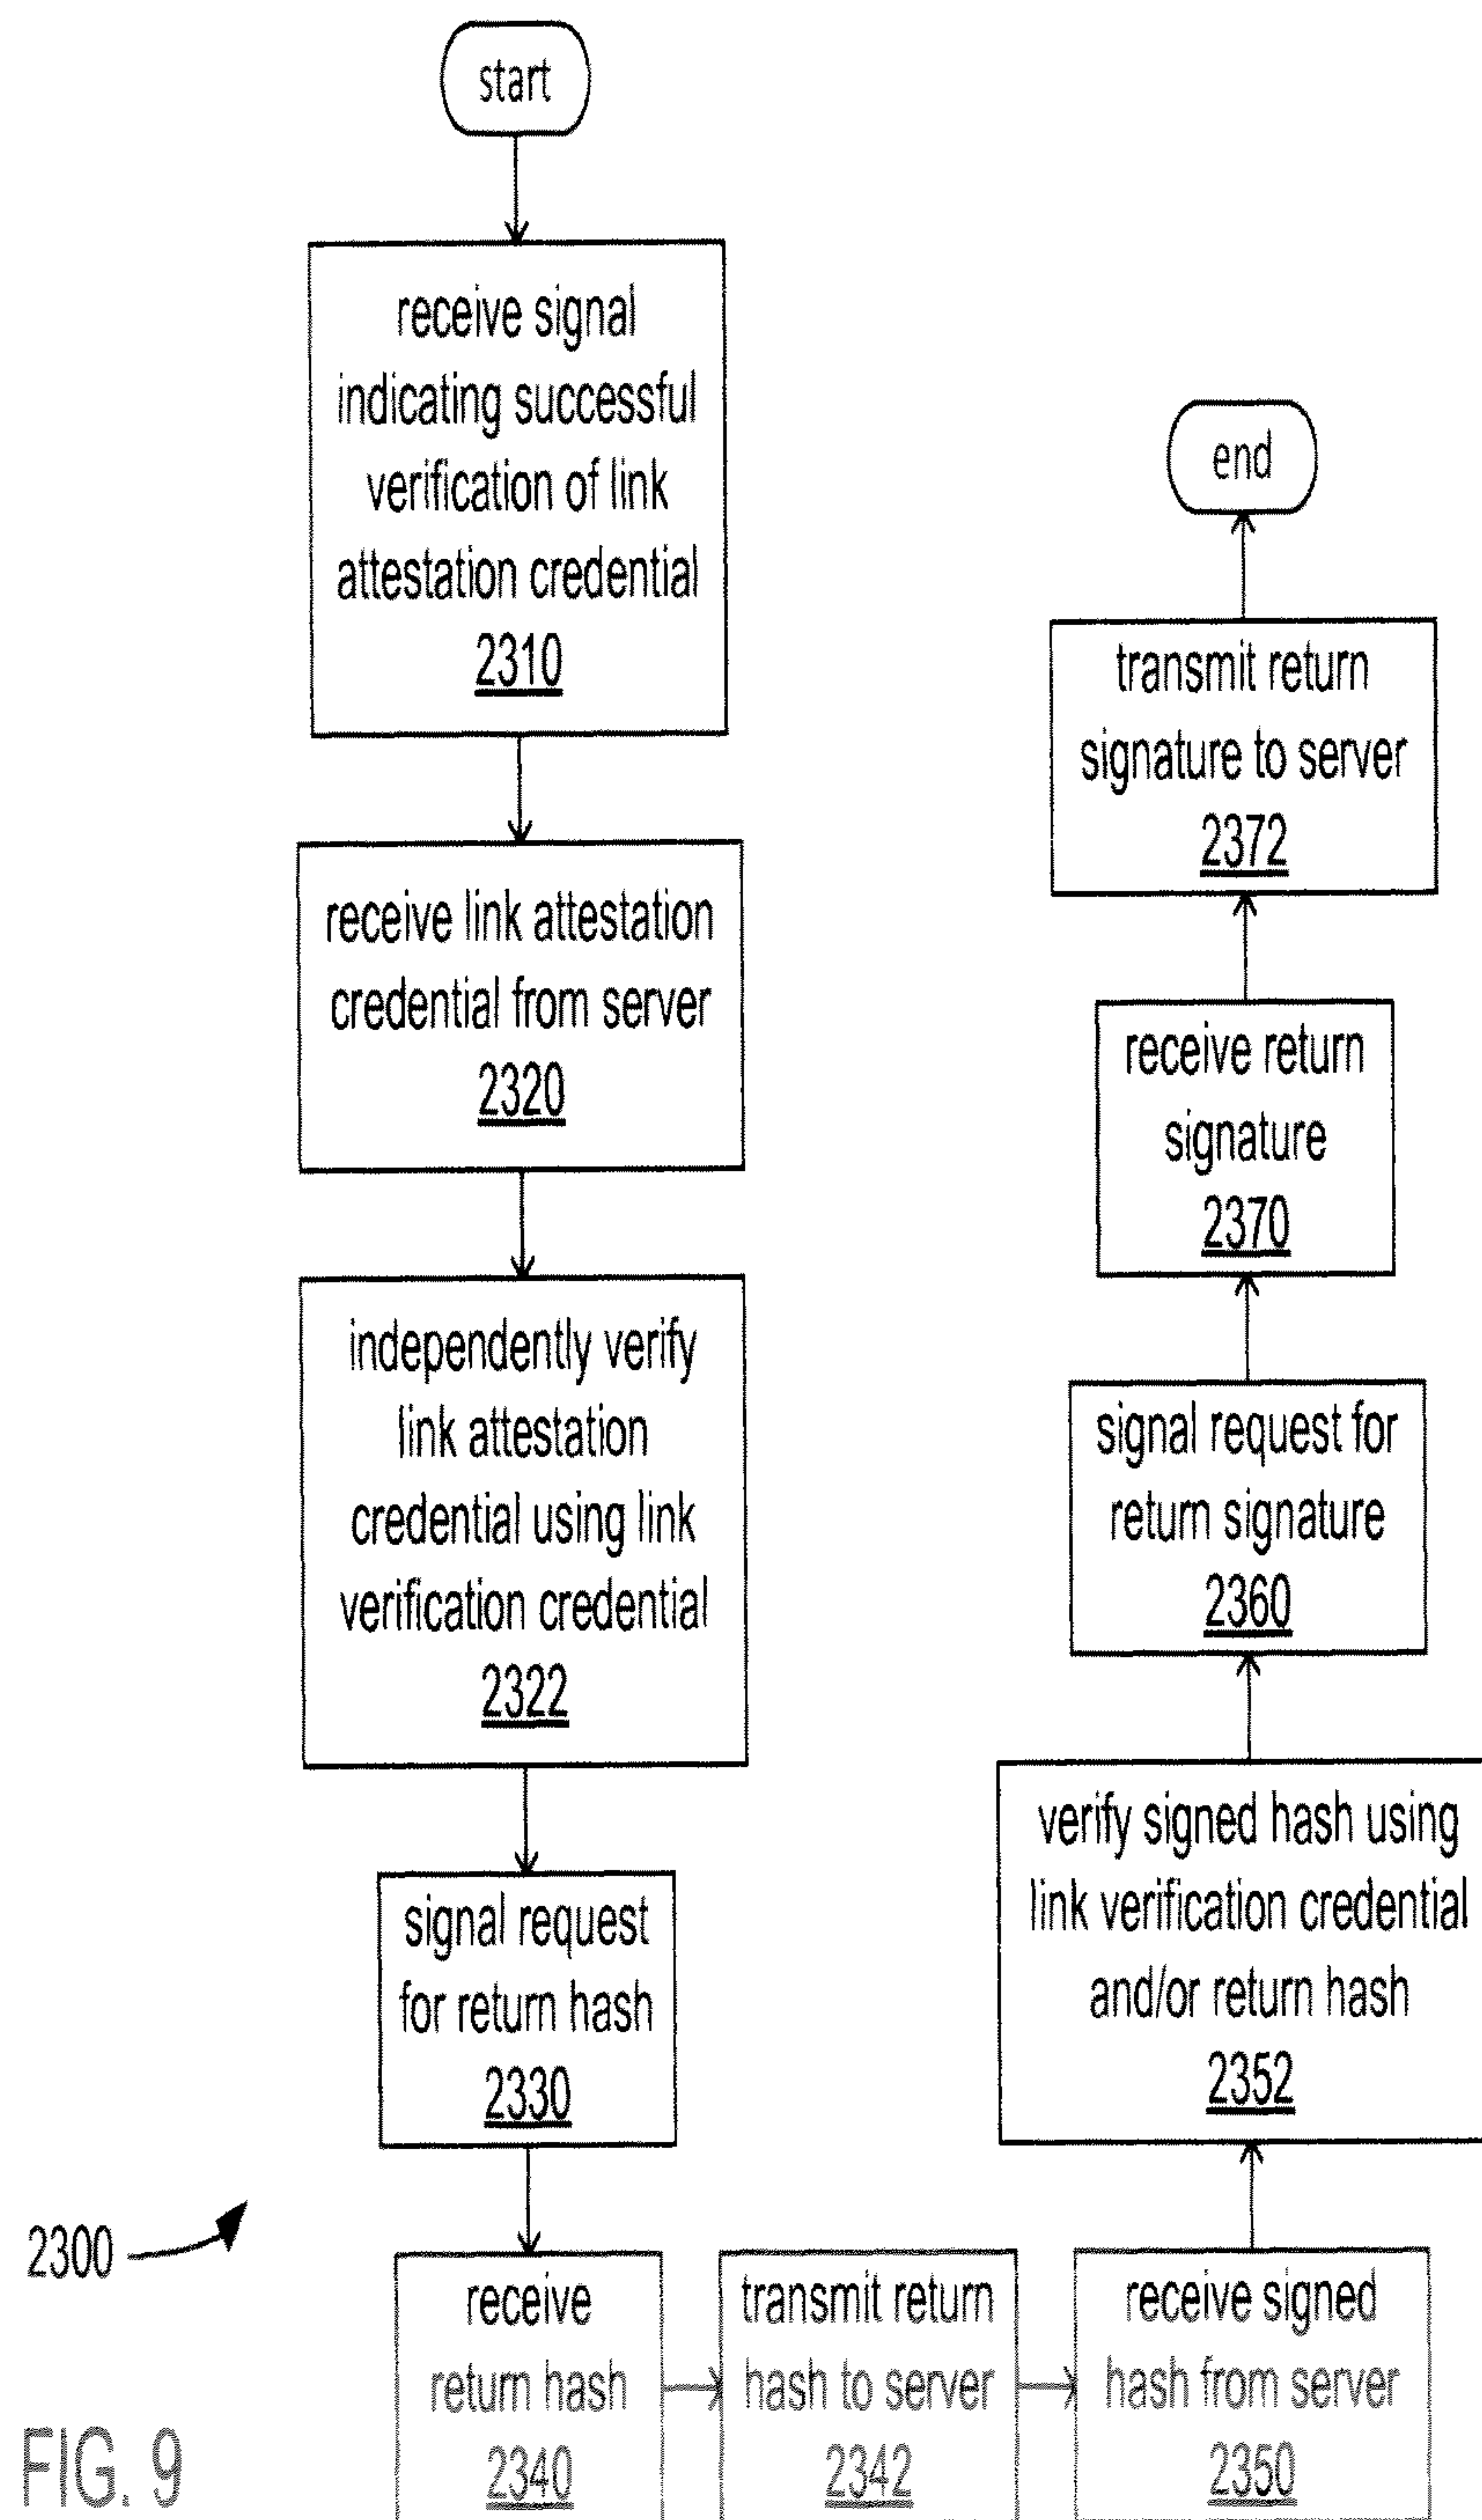 start
receive signal
indicating successful
verification of link
attestation credential
2310
receive link attestation
credential from server
2320
independently verify
link attestation
credential using link
verification credential
2322
signal request
for return hash
2330
receive
return hash
2340
transmit return
hash to server
2342
receive signed
hash from server
2350
verify signed hash using
link verification credential
and/or return hash
2352
signal request for
return signature
2360
receive return
signature
2370
transmit return
signature to server
2372
end
2300
FIG. 9